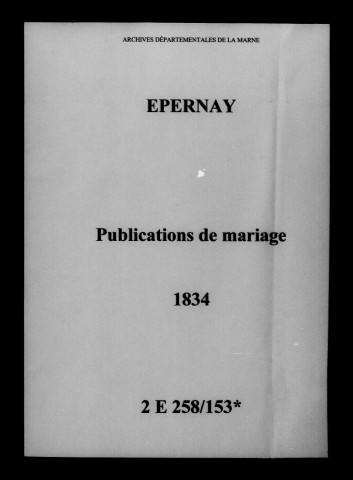 ARCHIVES DÉPARTEMENTALES DE LA MARNE
EPERNAY
Publications de mariage
1834
2 E 258/153*